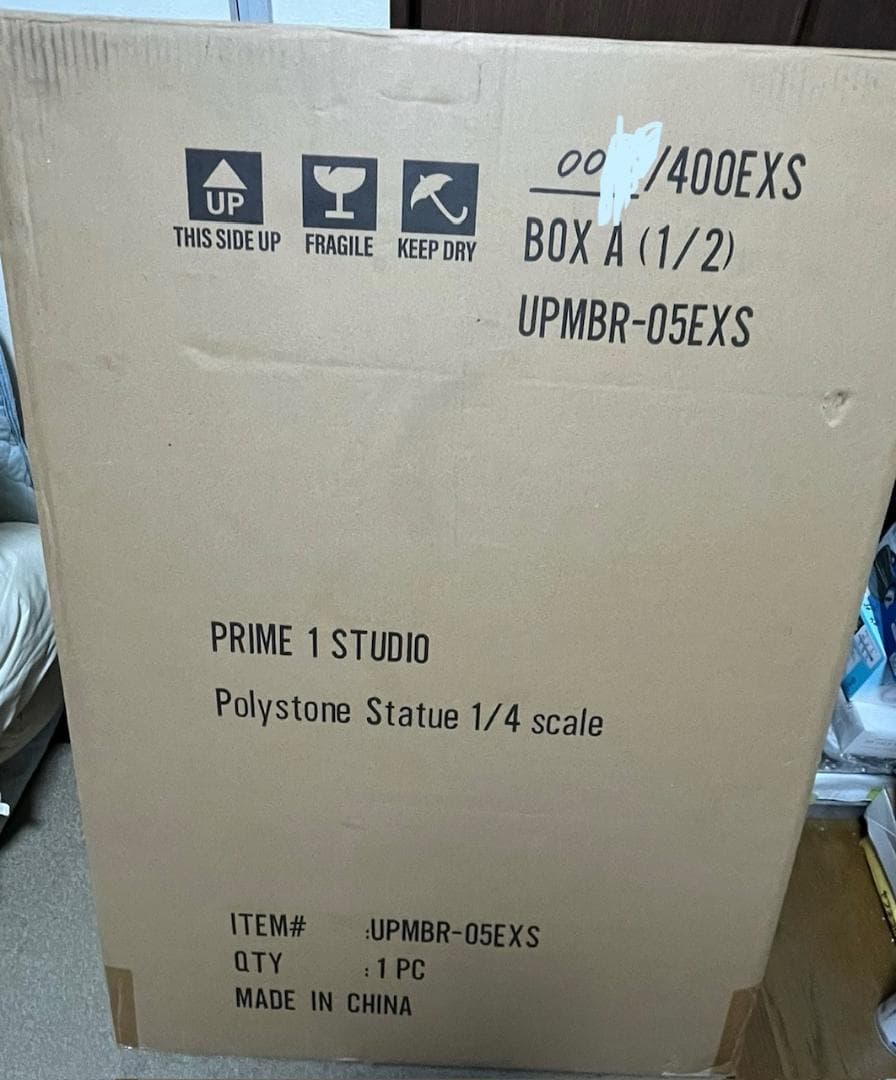 UP
THIS SIDE UP
FRAGILE
KEEP DRY
/400EXS
BOX A (1/2)
UPMBR-05EXS
PRIME 1 STUDIO
Polystone Statue 1/4 scale
ITEM# :UPMBR-05EXS
QTY : 1 PC
MADE IN CHINA